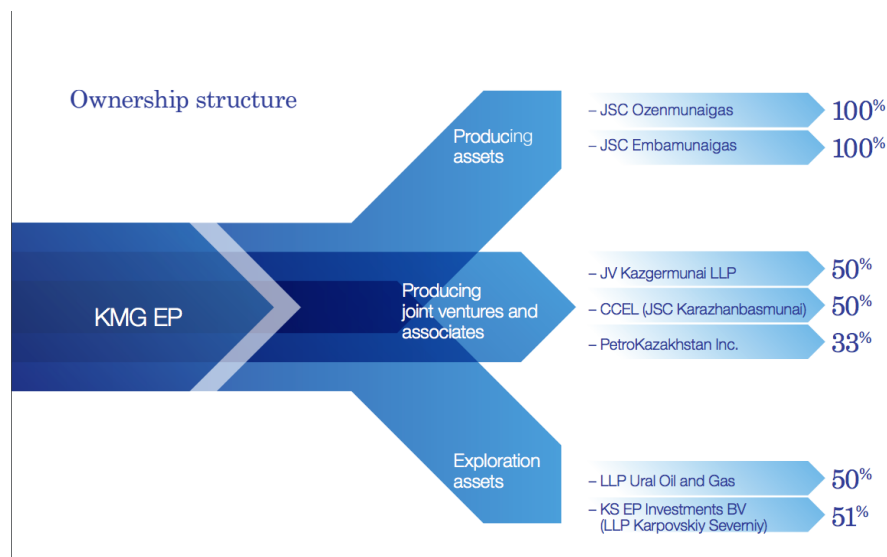 Ownership structure
KMG EP
Producing
assets
– JSC Ozenmunaigas 100%
– JSC Embamunaigas 100%
Producing
joint ventures and
associates
– JV Kazgermunai LLP 50%
– CCEL (JSC Karazhanbasmunai) 50%
– PetroKazakhstan Inc. 33%
Exploration
assets
– LLP Ural Oil and Gas 50%
– KS EP Investments BV
(LLP Karpovskiy Severniy) 51%